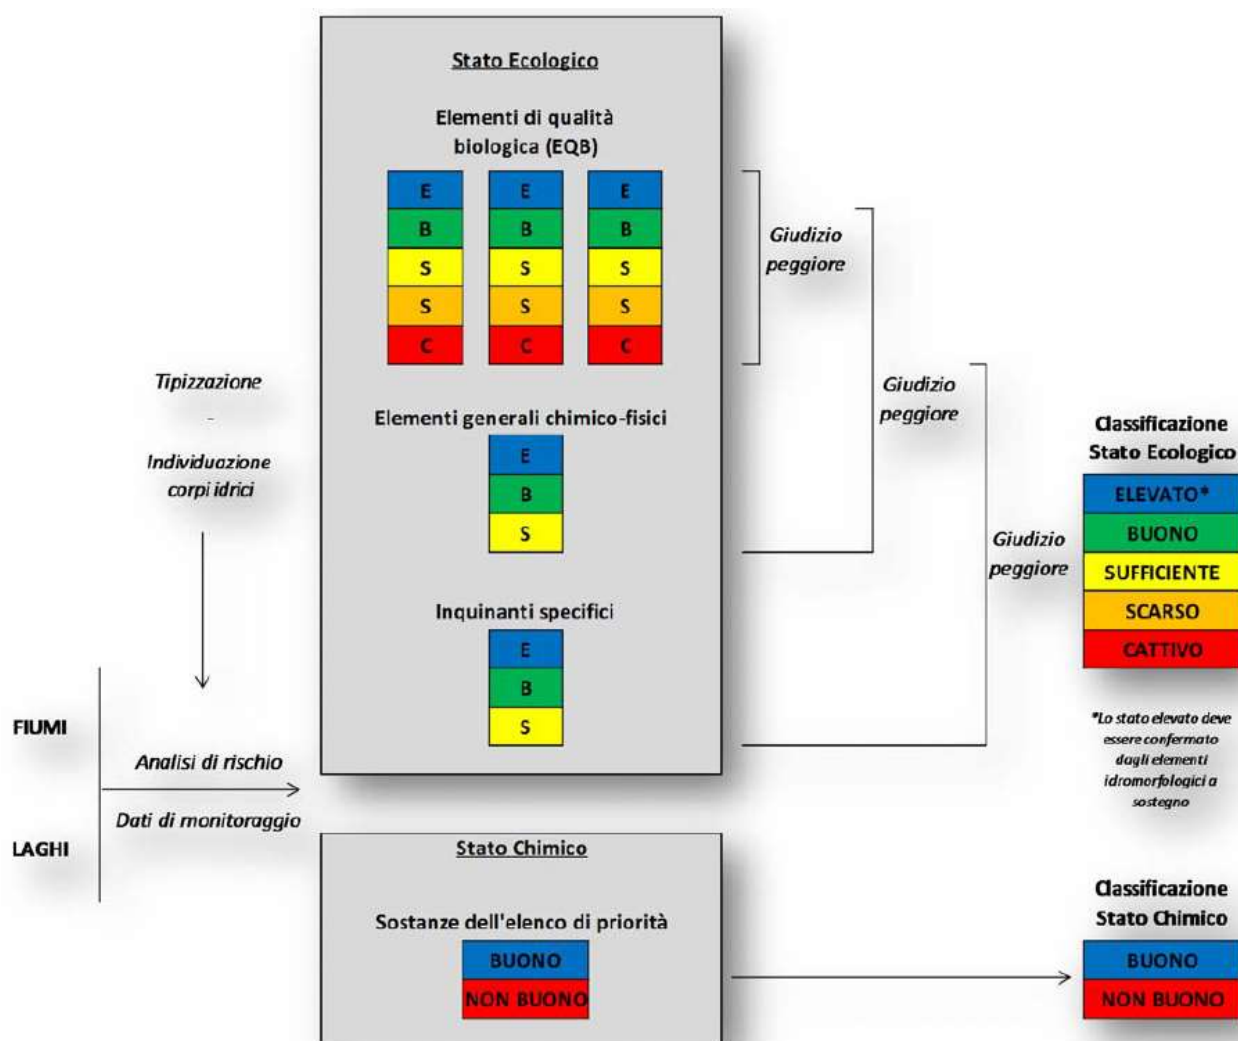 Stato Ecologico
Elementi di qualità
biologica (EQB)
E E E
B B B
S S S
S S S
C C C
Giudizio
peggiore
Elementi generali chimico-fisici
E
B
S
Giudizio
peggiore
Inquinanti specifici
E
B
S
Giudizio
peggiore
Tipizzazione
-
Individuazione
corpi idrici
FIUMI
LAGHI
Analisi di rischio
Dati di monitoraggio
Classificazione
Stato Ecologico
ELEVATO*
BUONO
SUFFICIENTE
SCARSO
CATTIVO
*Lo stato elevato deve
essere confermato
dagli elementi
idromorfologici a
sostegno
Stato Chimico
Sostanze dell'elenco di priorità
BUONO
NON BUONO
Classificazione
Stato Chimico
BUONO
NON BUONO